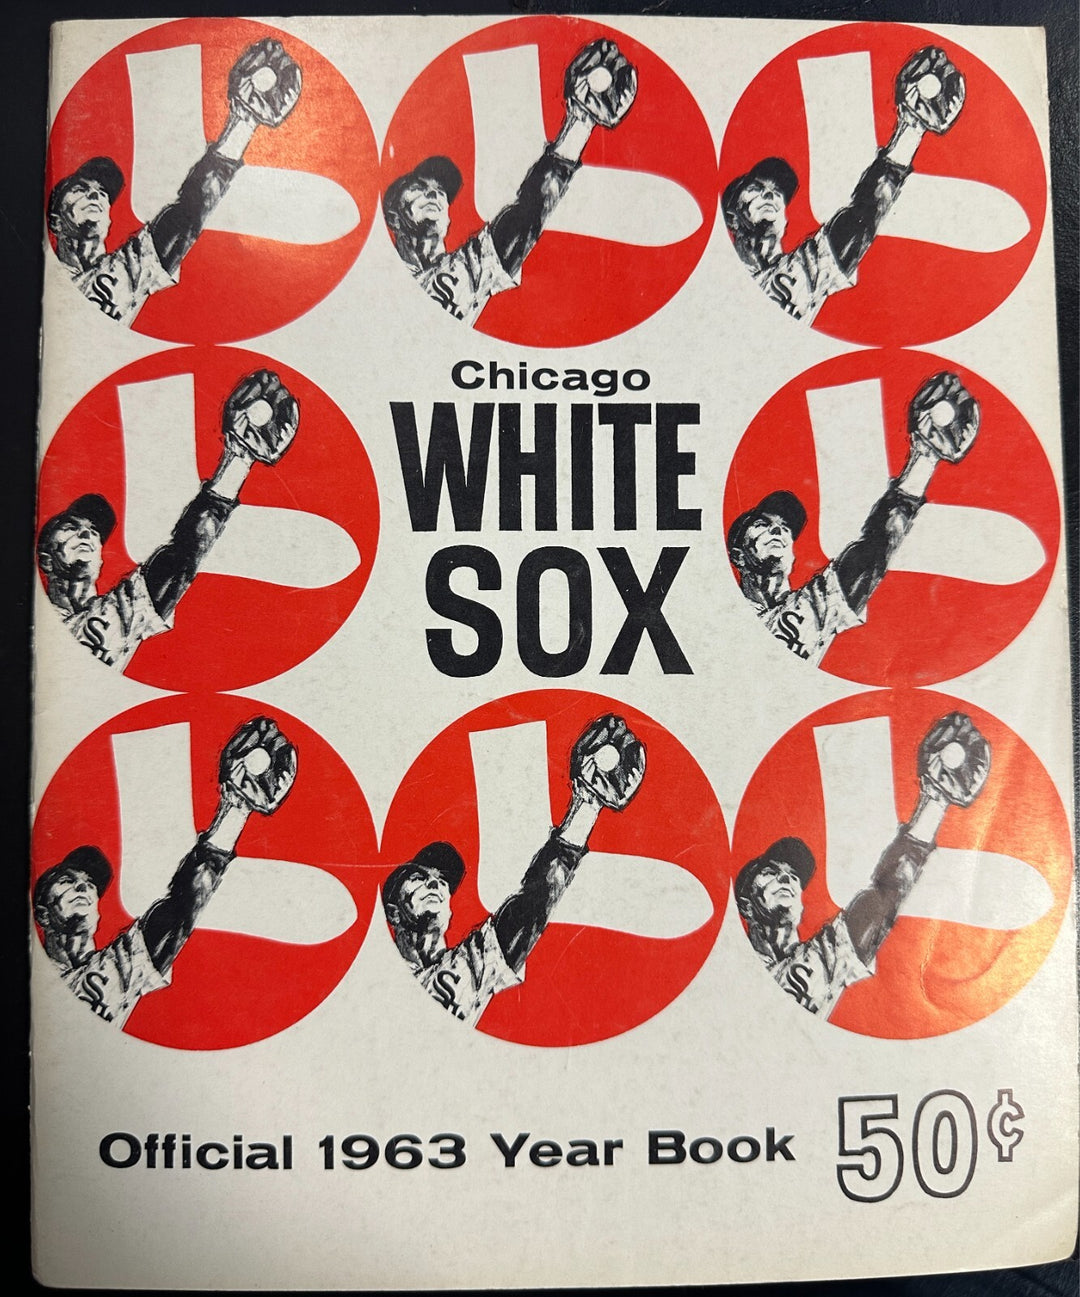 Chicago
WHITE
SOX
Official 1963 Year Book 50¢